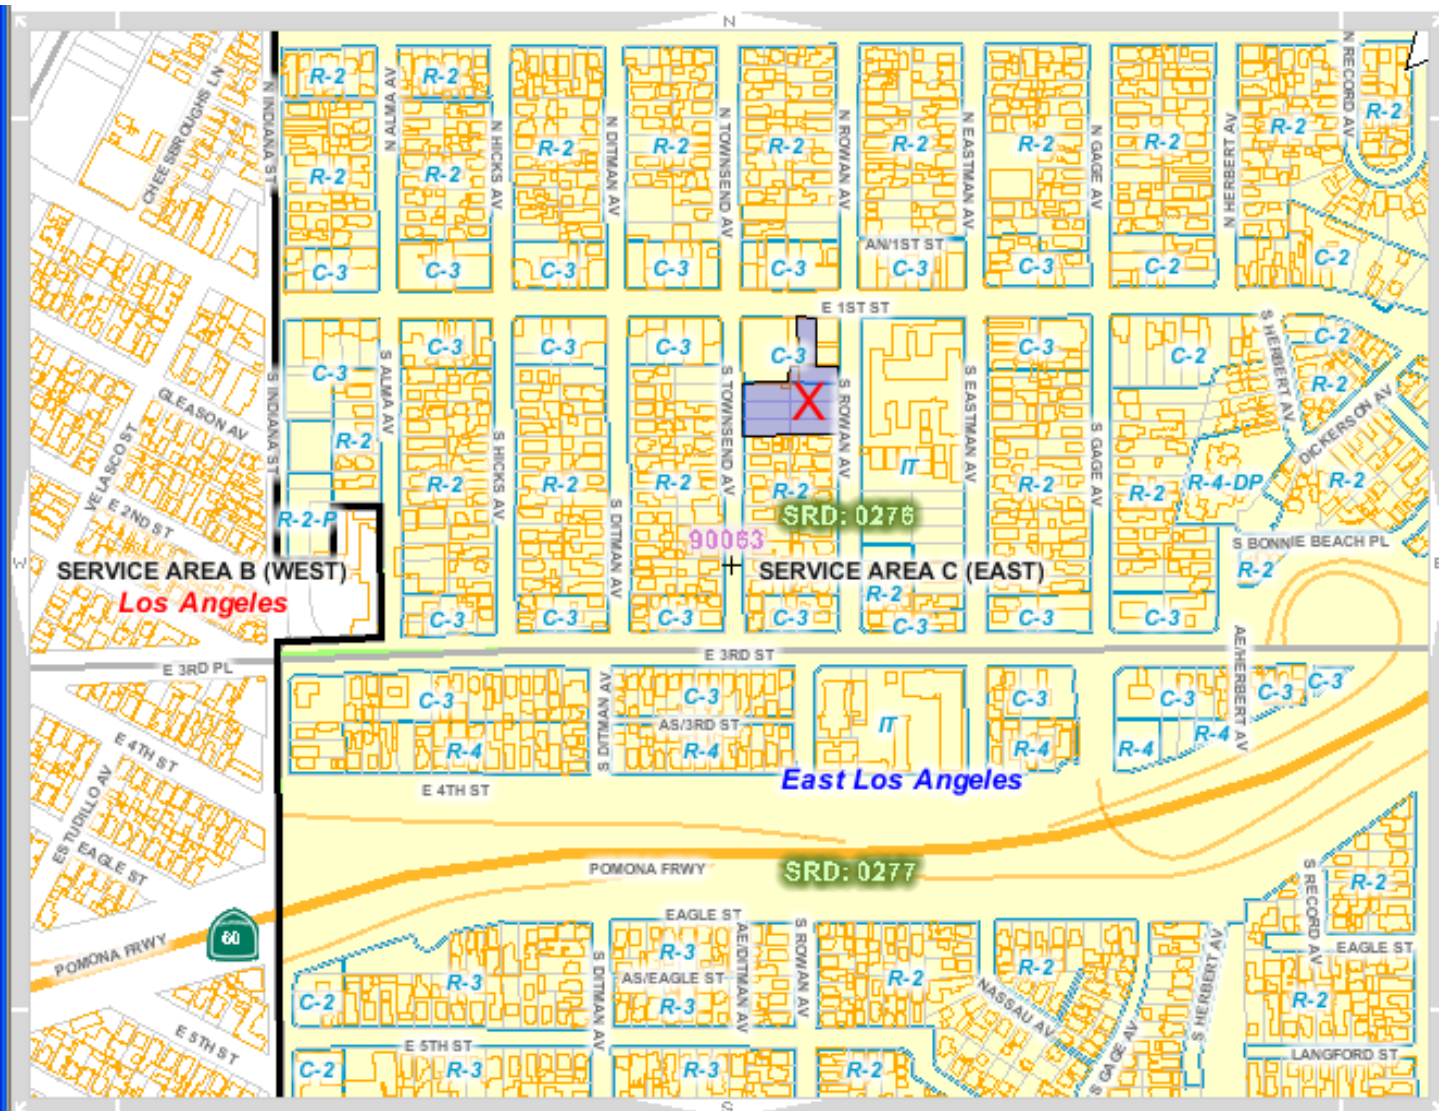 N
R-2
R-2
R-2
R-2
R-2
R-2
R-2
R-2
R-2
R-2
R-2
R-2
CHEESBROUGHS LN
N INDIANA ST
N ALMA AV
N HICKS AV
N DITMAN AV
N TOWNSEND AV
N ROWAN AV
N EASTMAN AV
N GAGE AV
N HERBERT AV
N RECORD AV
AN/1ST ST
C-3
C-3
C-3
C-3
C-3
C-3
C-3
C-2
C-2
E 1ST ST
C-3
C-3
C-3
C-3
C-3
C-3
C-2
C-2
S HERBERT AV
X
R-2
GLEASON AV
S INDIANA ST
S ALMA AV
S TOWNSEND AV
S ROWAN AV
S EASTMAN AV
DICKERSON AV
VELASCO ST
R-2
S HICKS AV
S GAGE AV
IT
R-2
R-2
R-2
R-2
R-2
R-4-DP
R-2
E 2ND ST
R-2-P
S DITMAN AV
SRD: 0276
90063
S BONNIE BEACH PL
W
SERVICE AREA B (WEST)
SERVICE AREA C (EAST)
R-2
E
Los Angeles
R-2
C-3
C-3
C-3
C-3
C-3
C-3
C-3
E 3RD PL
E 3RD ST
AE/HERBERT AV
C-3
C-3
C-3
C-3
C-3
C-3
S DITMAN AV
AS/3RD ST
IT
R-4
R-4
R-4
R-4
R-4
E 4TH ST
E 4TH ST
East Los Angeles
ESTUDILLO AV
EAGLE ST
POMONA FRWY
SRD: 0277
S RECORD AV
R-2
60
POMONA FRWY
EAGLE ST
R-3
AE/DITMAN AV
S ROWAN AV
S HERBERT AV
EAGLE ST
S DITMAN AV
R-3
AS/EAGLE ST
R-2
R-2
C-2
R-3
NASSAU AV
R-2
E 5TH ST
E 5TH ST
S GAGE AV
LANGFORD ST
C-2
R-3
R-3
R-2
S